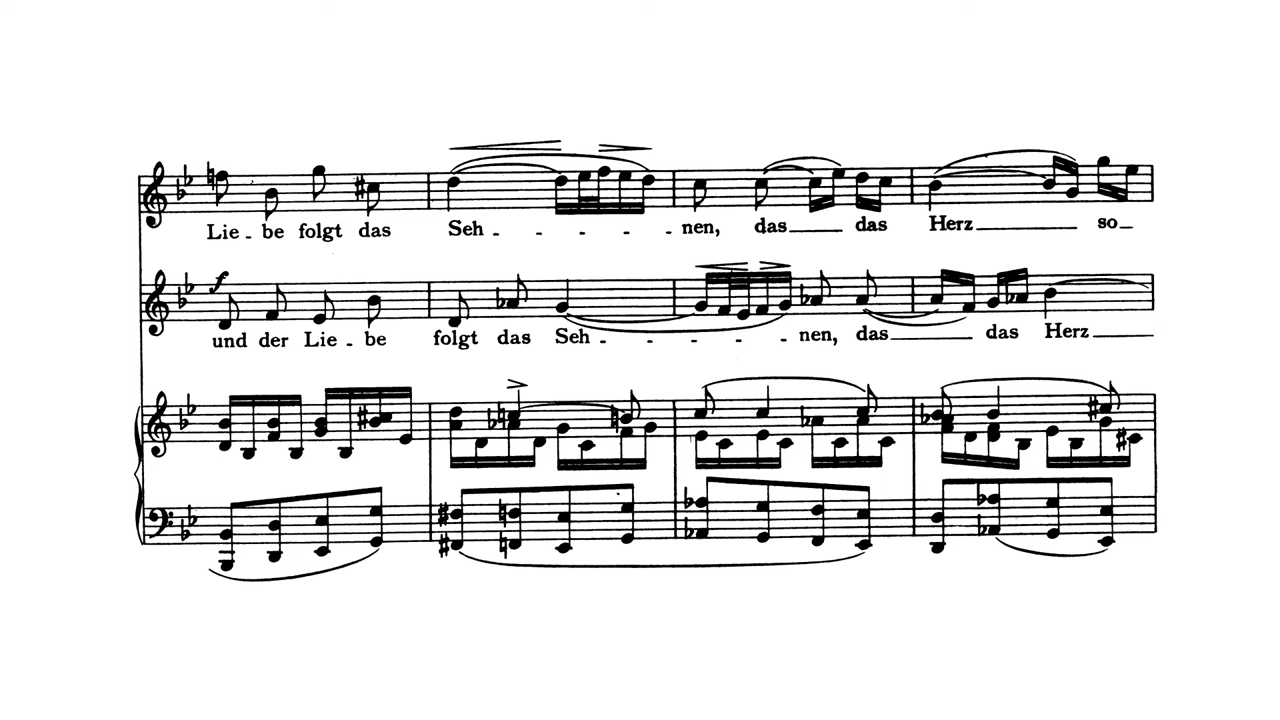 Lie - be folgt das Seh - - - - - nen, das das Herz so
f
und der Lie - be folgt das Seh - - - - - nen, das das Herz